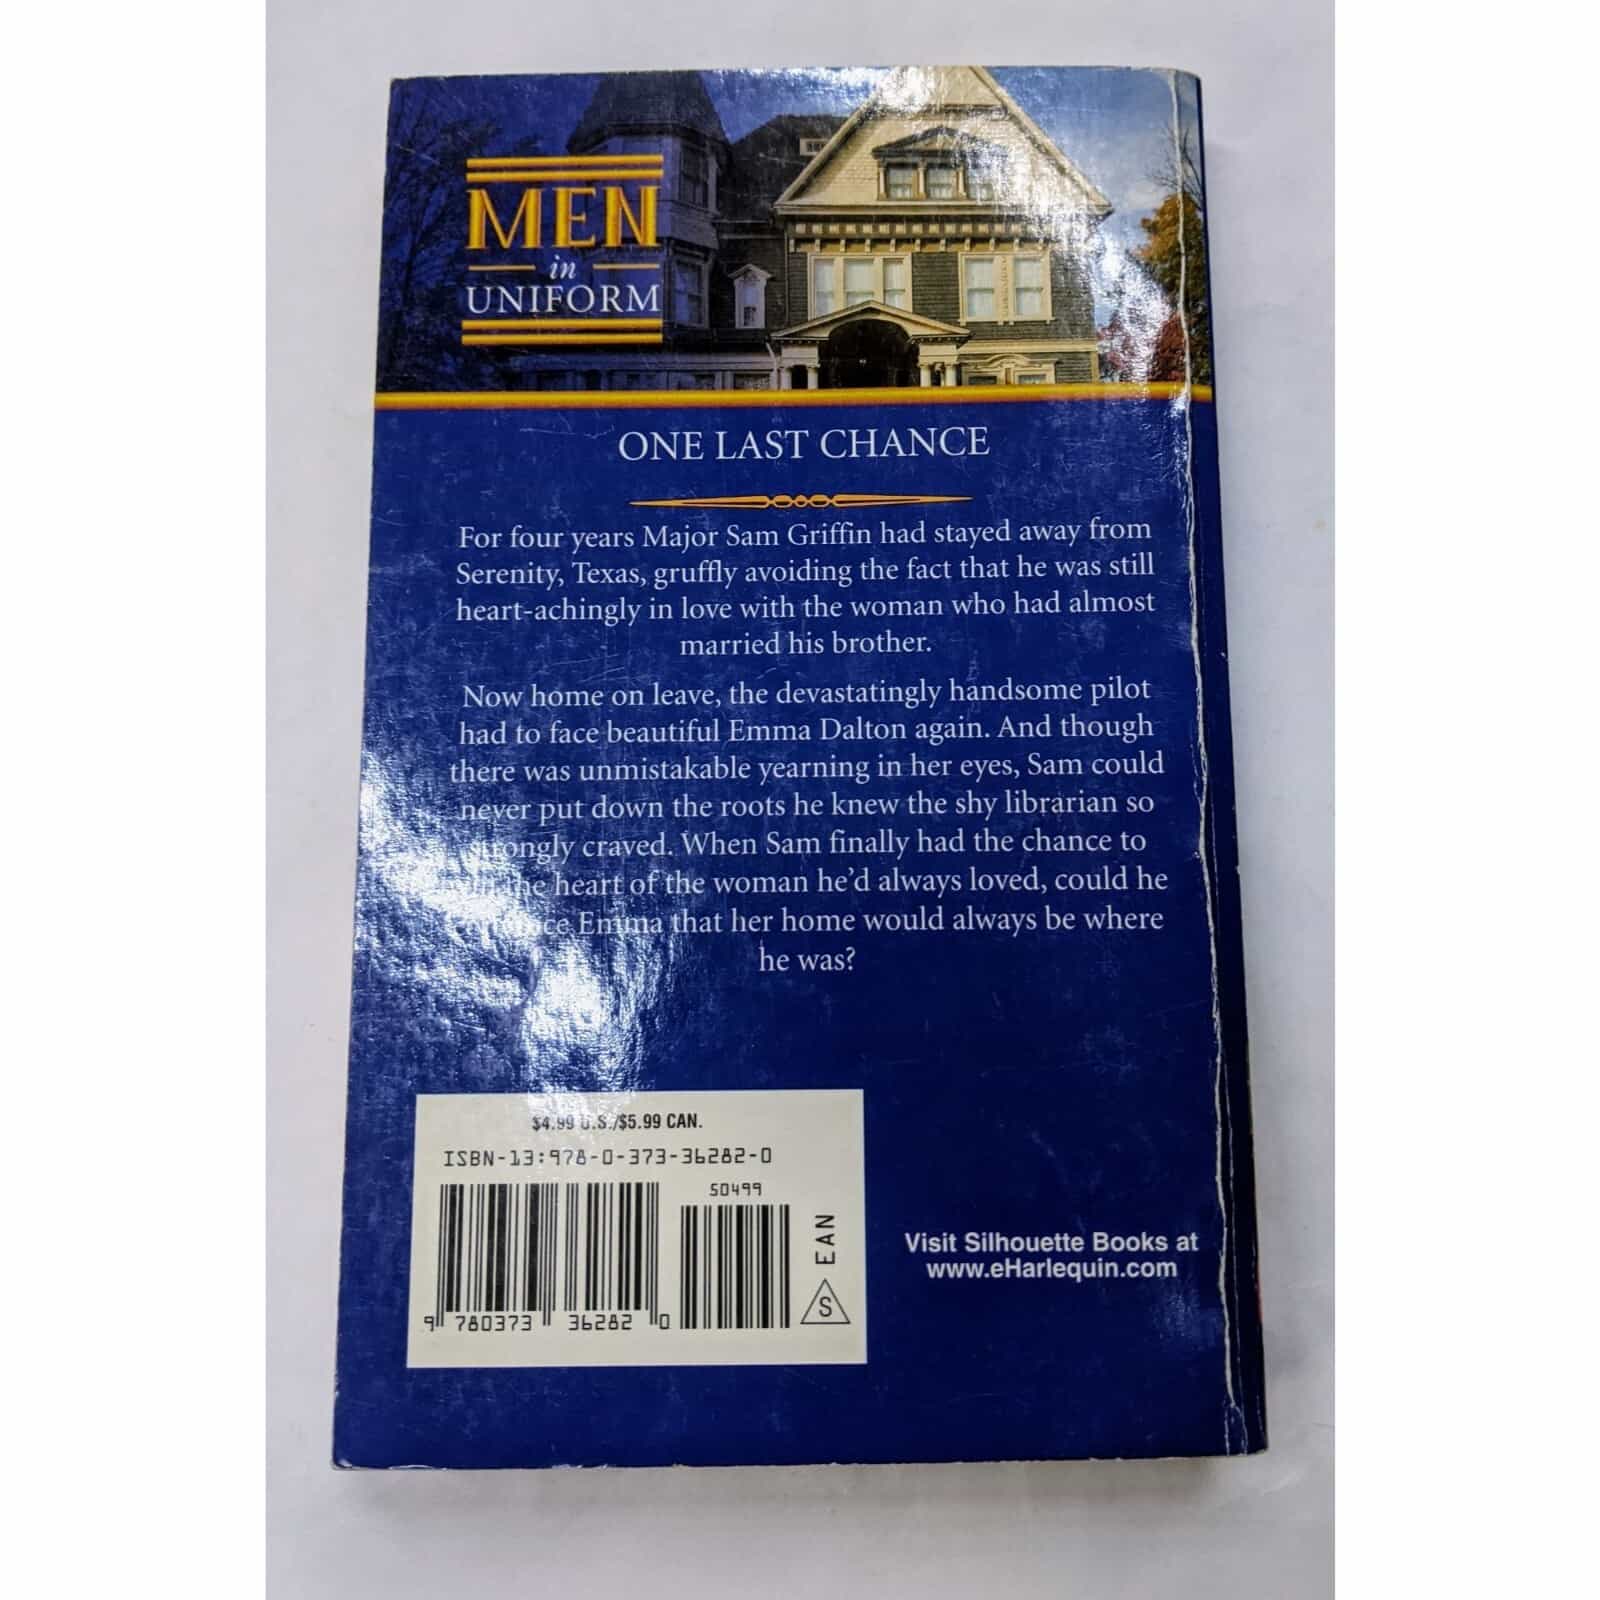 MEN
in
UNIFORM
ONE LAST CHANCE
For four years Major Sam Griffin had stayed away from
Serenity, Texas, gruffly avoiding the fact that he was still
heart-achingly in love with the woman who had almost
married his brother.
Now home on leave, the devastatingly handsome pilot
had to face beautiful Emma Dalton again. And though
there was unmistakable yearning in her eyes, Sam could
never put down the roots he knew the shy librarian so
strongly craved. When Sam finally had the chance to
the heart of the woman he'd always loved, could he
Emma that her home would always be where
he was?
$4.99 U.S./$5.99 CAN.
ISBN-13:978-0-373-36282-0
50499
EAN
S
9 780373 362820
Visit Silhouette Books at
www.eHarlequin.com